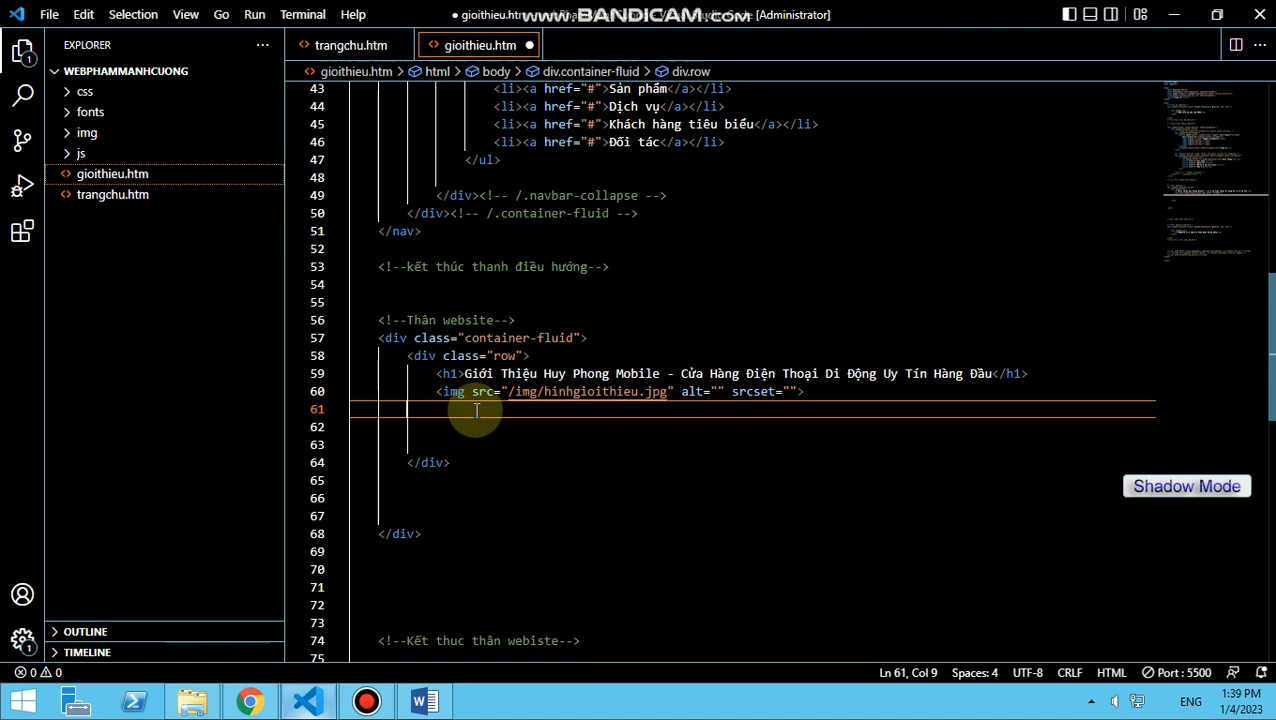 File Edit Selection View Go Run Terminal Help
www.BANDICAM.com
[Administrator]
EXPLORER
trangchu.htm
gioithieu.htm
WEBPHAMMANHCUONG
gioithieu.htm > html > body > div.container-fluid > div.row
css
fonts
img
js
gioithieu.htm
trangchu.htm
OUTLINE
TIMELINE
43 <li><a href="#">Sản phẩm</a></li>
44 <li><a href="#">Dịch vụ</a></li>
45 <li><a href="#">Khách hàng tiêu biểu</a></li>
46 <li><a href="#">Đối tác</a></li>
47 </ul>
48
49 </div><!-- /.navbar-collapse -->
50 </div><!-- /.container-fluid -->
51 </nav>
52
53 <!--kết thúc thanh điều hướng-->
54
55
56 <!--Thân website-->
57 <div class="container-fluid">
58 <div class="row">
59 <h1>Giới Thiệu Huy Phong Mobile - Cửa Hàng Điện Thoại Di Động Uy Tín Hàng Đầu</h1>
60 <img src="/img/hinhgioithieu.jpg" alt="" srcset="">
61
62
63
64 </div>
65
66
67
68 </div>
69
70
71
72
73
74 <!--Kết thuc thân webiste-->
75
Shadow Mode
0 0
Ln 61, Col 9 Spaces: 4 UTF-8 CRLF HTML Port : 5500
ENG
1:39 PM
1/4/2023